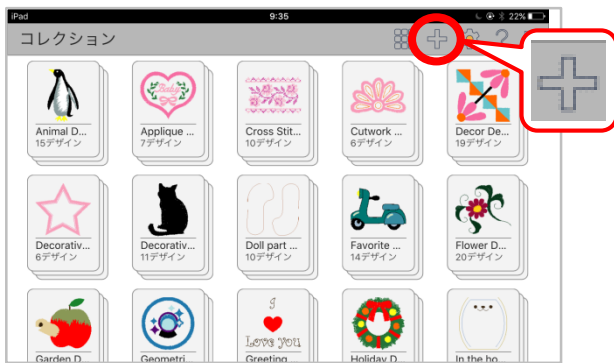 iPad 9:35 22%
コレクション ?
Baby
Animal D... Applique ... Cross Stit... Cutwork ... Decor De...
15デザイン 7デザイン 10デザイン 6デザイン 19デザイン
Decorativ... Decorativ... Doll part ... Favorite ... Flower D...
6デザイン 11デザイン 10デザイン 14デザイン 20デザイン
I
Love you
Garden D... Geometri... Greeting... Holiday D... In the ho...